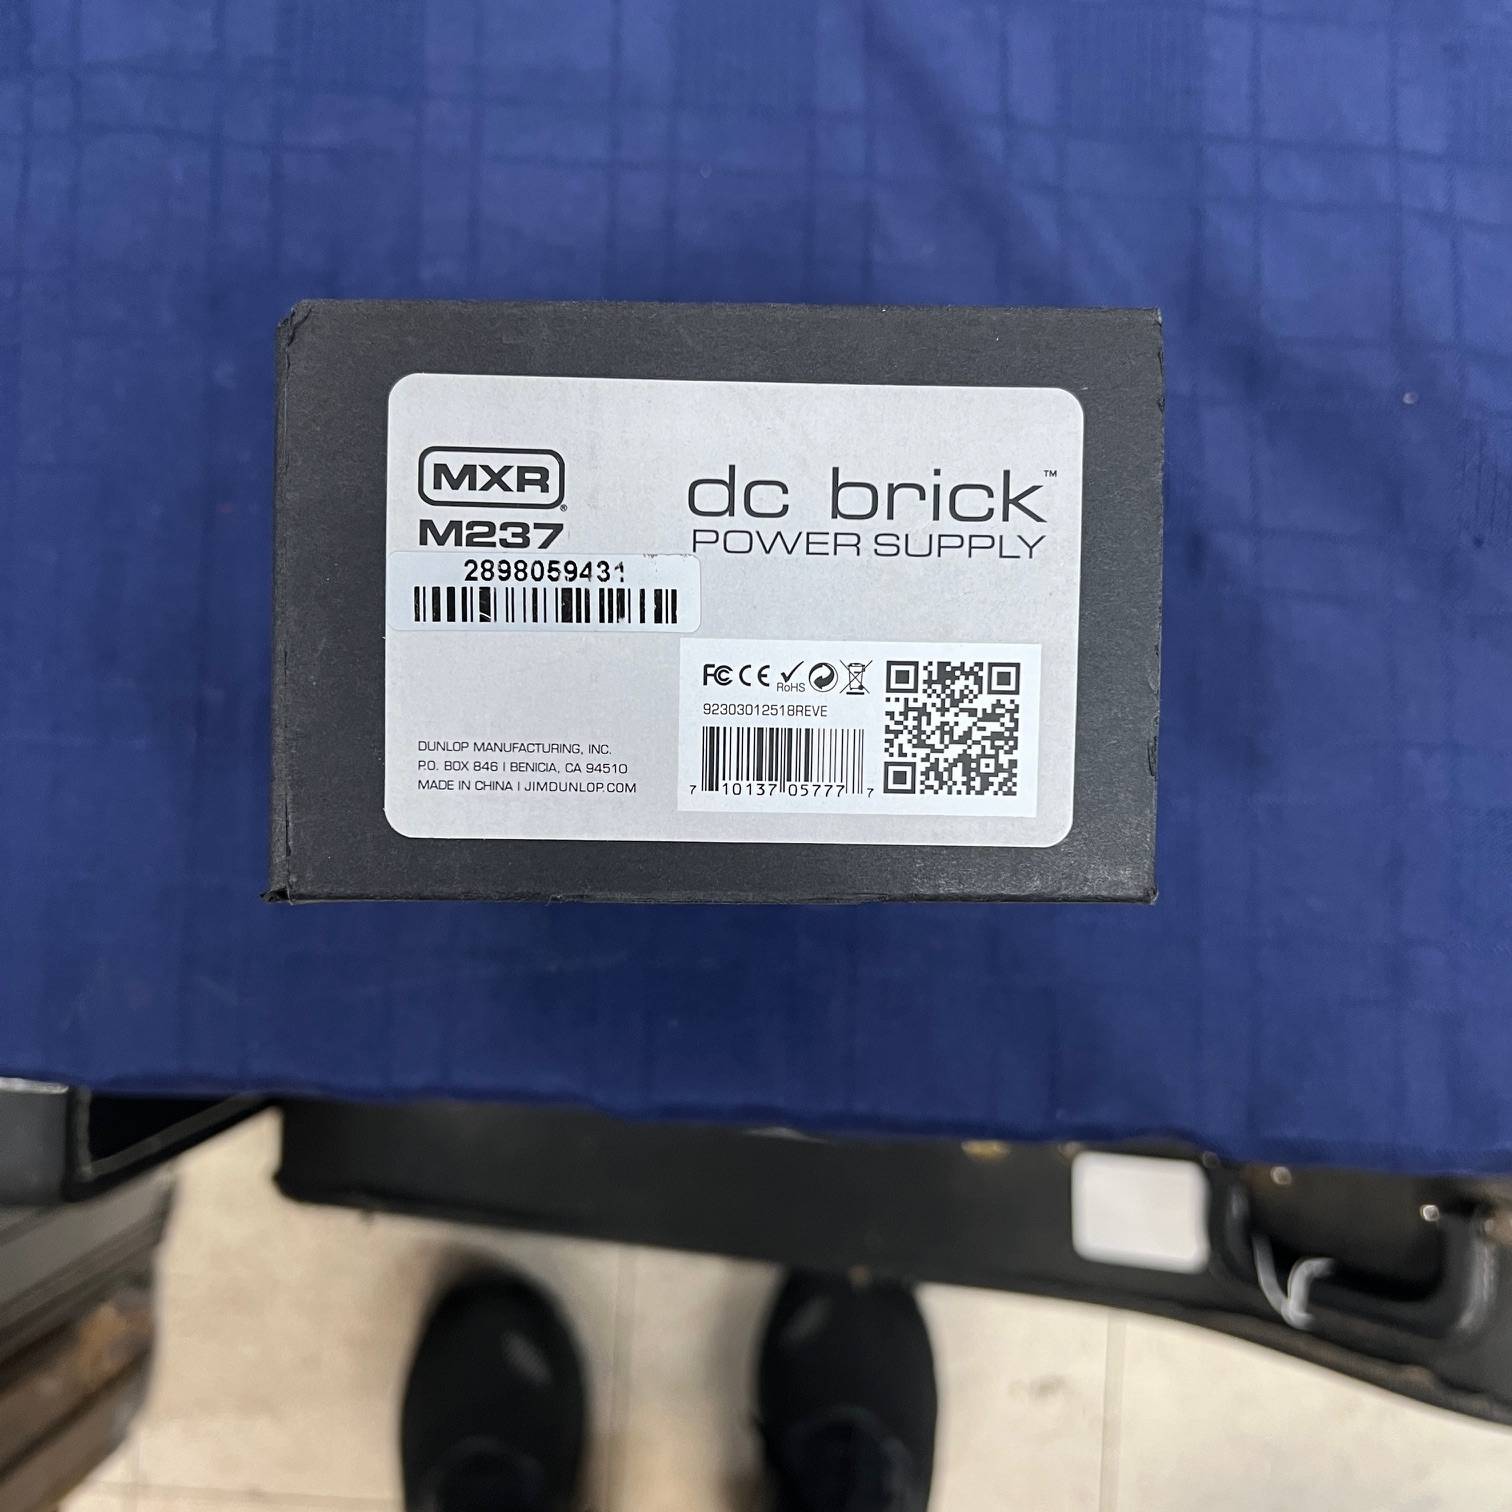 MXR®
M237
dc brick™
POWER SUPPLY
2898059431
FC CE RoHS
92303012518REVE
7 10137 05777 7
DUNLOP MANUFACTURING, INC.
P.O. BOX 846 | BENICIA, CA 94510
MADE IN CHINA | JIMDUNLOP.COM